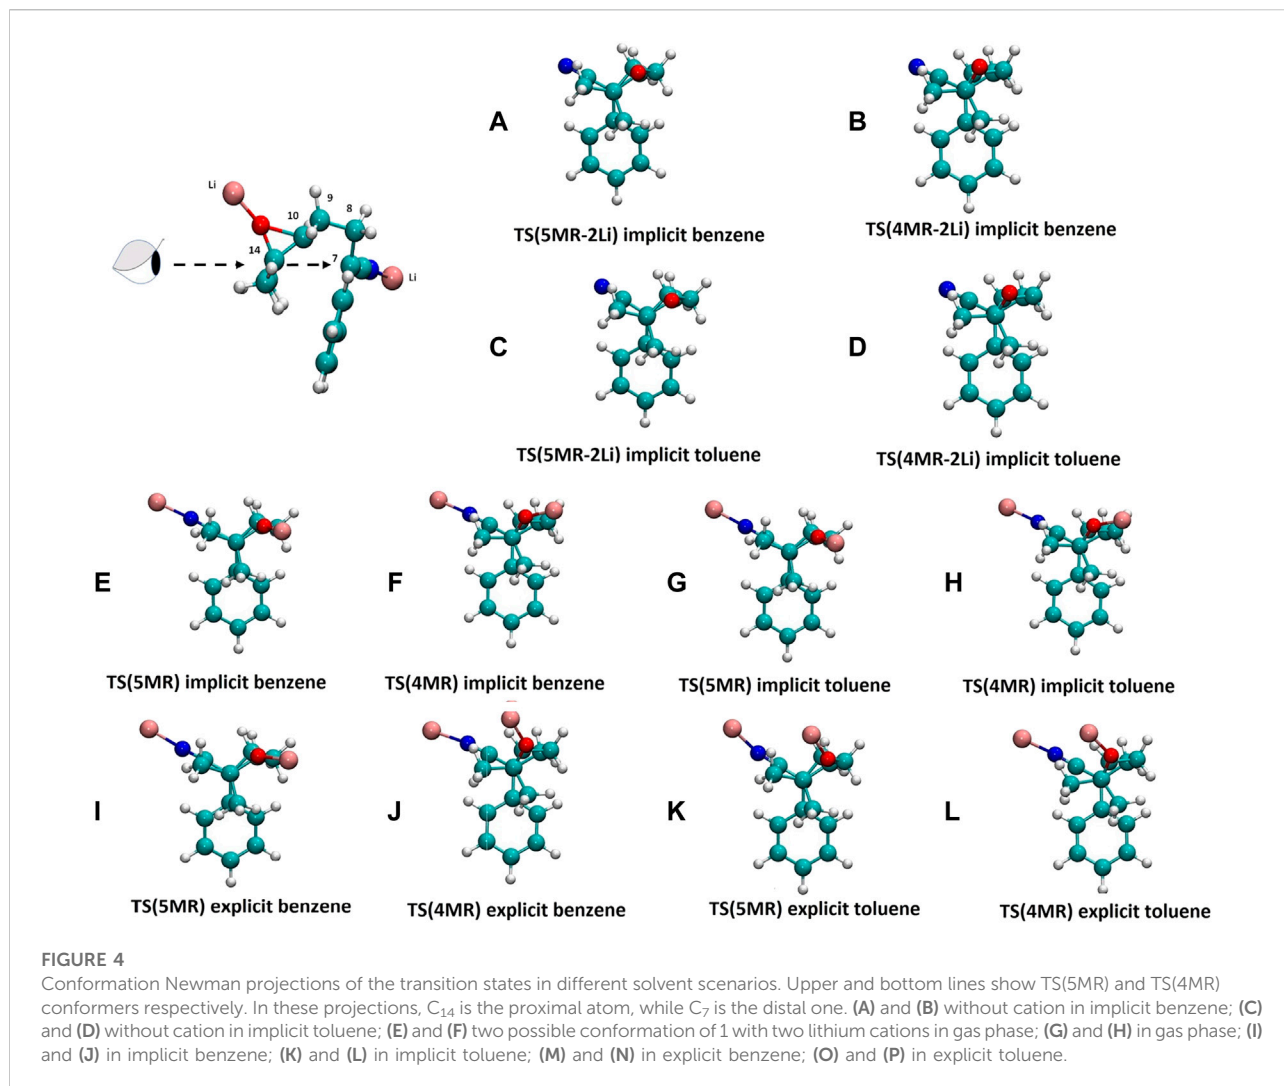 A
B
TS(5MR-2Li) implicit benzene
TS(4MR-2Li) implicit benzene
Li
9
10
8
14
7
Li
C
D
TS(5MR-2Li) implicit toluene
TS(4MR-2Li) implicit toluene
E
F
G
H
TS(5MR) implicit benzene
TS(4MR) implicit benzene
TS(5MR) implicit toluene
TS(4MR) implicit toluene
I
J
K
L
TS(5MR) explicit benzene
TS(4MR) explicit benzene
TS(5MR) explicit toluene
TS(4MR) explicit toluene
FIGURE 4
Conformation Newman projections of the transition states in different solvent scenarios. Upper and bottom lines show TS(5MR) and TS(4MR)
conformers respectively. In these projections, C₁₄ is the proximal atom, while C₇ is the distal one. (A) and (B) without cation in implicit benzene; (C)
and (D) without cation in implicit toluene; (E) and (F) two possible conformation of 1 with two lithium cations in gas phase; (G) and (H) in gas phase; (I)
and (J) in implicit benzene; (K) and (L) in implicit toluene; (M) and (N) in explicit benzene; (O) and (P) in explicit toluene.